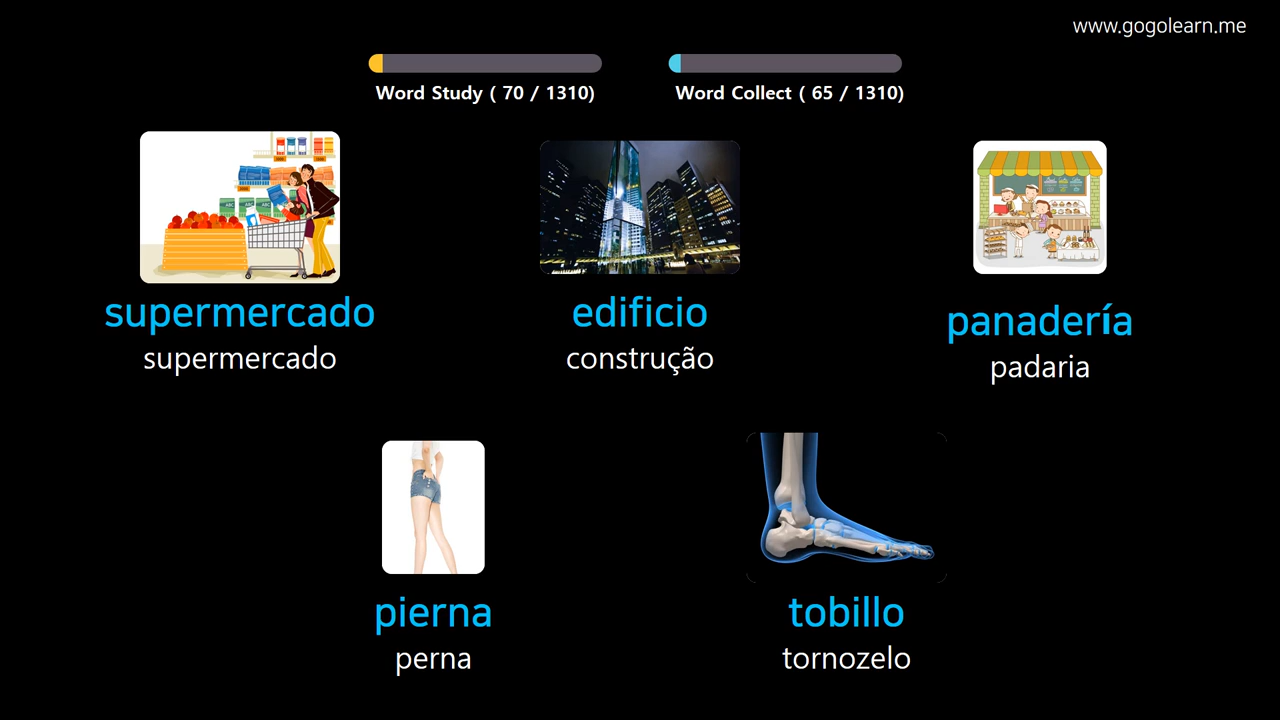 www.gogolearn.me
Word Study ( 70 / 1310)
Word Collect ( 65 / 1310)
supermercado
supermercado
edificio
construção
panadería
padaria
pierna
perna
tobillo
tornozelo